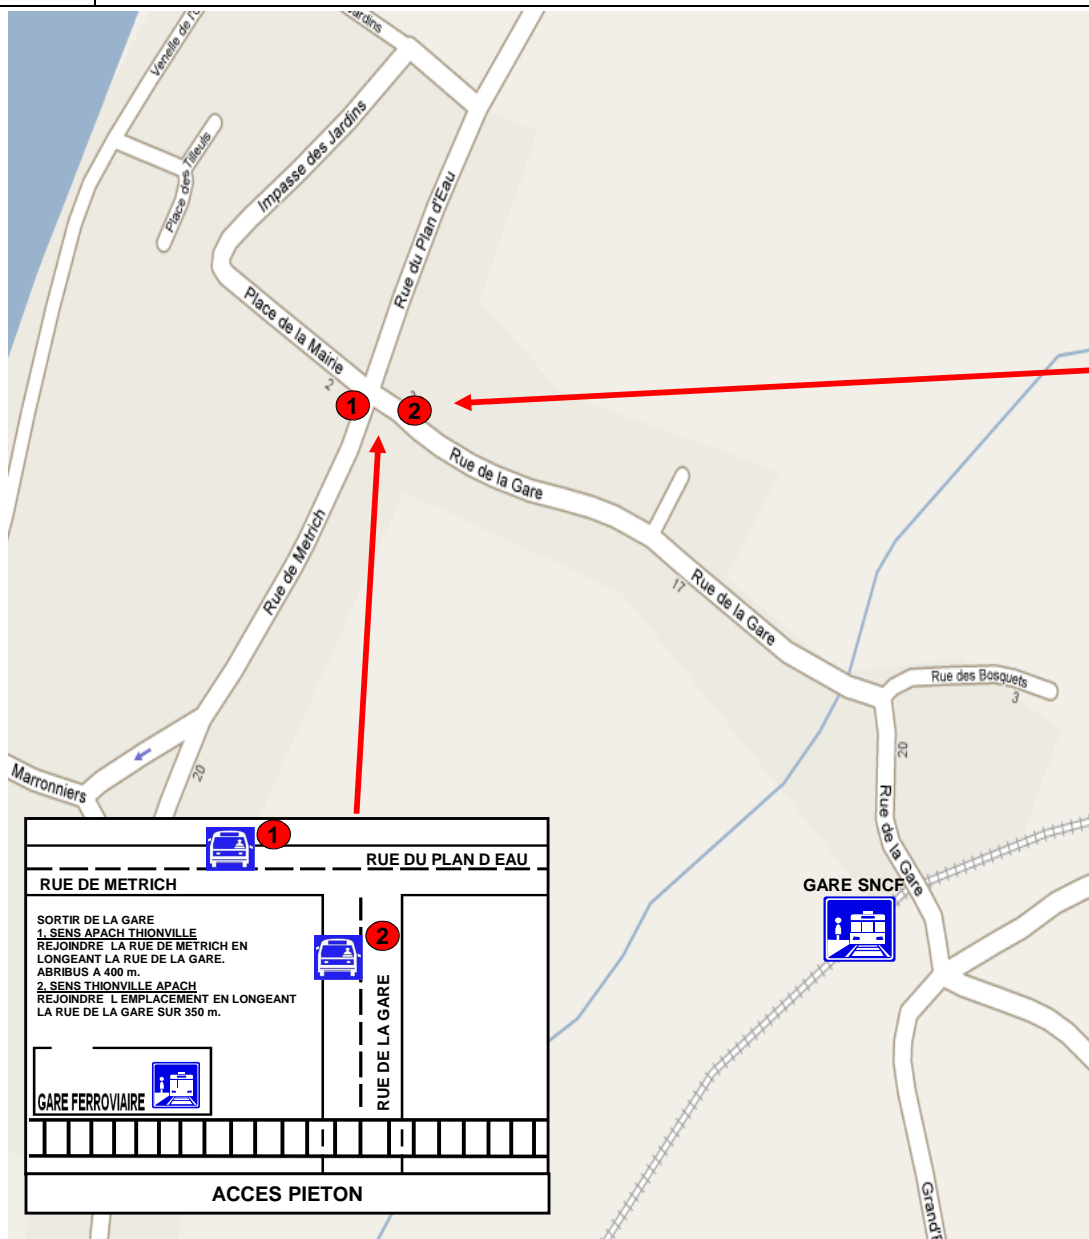 Jardins
Venelle de l'
Place des Tilleuls
Impasse des Jardins
Rue du Plan d'Eau
Place de la Mairie
2
1
2
Rue de la Gare
Rue de Metrich
17
Rue de la Gare
Rue des Bosquets
3
20
Marronniers
20
Rue de la Gare
GARE SNCF
Grand'
1
RUE DU PLAN D EAU
RUE DE METRICH
SORTIR DE LA GARE
1, SENS APACH THIONVILLE
REJOINDRE LA RUE DE METRICH EN
LONGEANT LA RUE DE LA GARE.
ABRIBUS A 400 m.
2, SENS THIONVILLE APACH
REJOINDRE L EMPLACEMENT EN LONGEANT
LA RUE DE LA GARE SUR 350 m.
2
RUE DE LA GARE
GARE FERROVIAIRE
ACCES PIETON